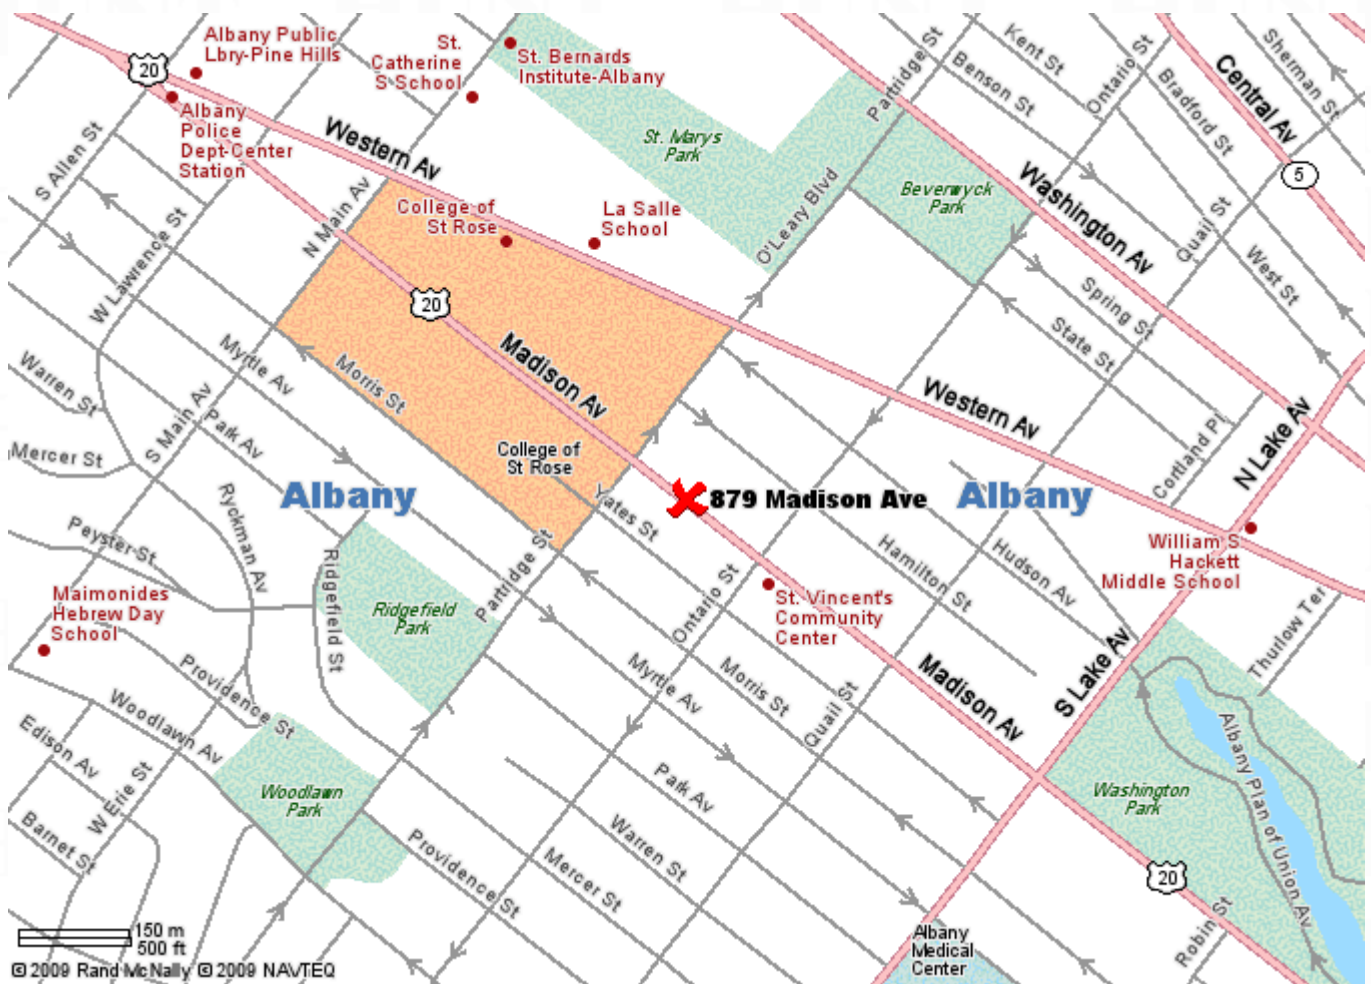 20
Albany Public
Lbry-Pine Hills
St.
Catherine
S School
St. Bernards
Institute-Albany
Partridge St
Kent St
Benson St
Ontario St
Bradford St
Central Av
Sherman St
5
Albany
Police
Dept-Center
Station
Western Av
St. Marys
Park
S Allen St
N Main Av
College of
St Rose
La Salle
School
O'Leary Blvd
Beverwyck
Park
Washington Av
Quail St
West St
W Lawrence St
20
Madison Av
Spring St
State St
Warren St
Myrtle Av
Morris St
Western Av
Mercer St
S Main Av
Park Av
College of
St Rose
Cortland Pl
N Lake Av
Albany
Yates St
879 Madison Ave
Albany
Peyster St
Ryckman Av
Ridgefield St
Partridge St
Hamilton St
Hudson Av
William S
Hackett
Middle School
Maimonides
Hebrew Day
School
Ridgefield
Park
Ontario St
St. Vincent's
Community
Center
Thurlow Ter
Providence St
Woodlawn Av
Myrtle Av
Morris St
Quail St
Madison Av
S Lake Av
Edison Av
W Erie St
Barnet St
Woodlawn
Park
Park Av
Washington
Park
Albany Plan of Union Av
Providence St
Mercer St
Warren St
20
Robin St
Albany
Medical
Center
150 m
500 ft
© 2009 Rand McNally © 2009 NAVTEQ